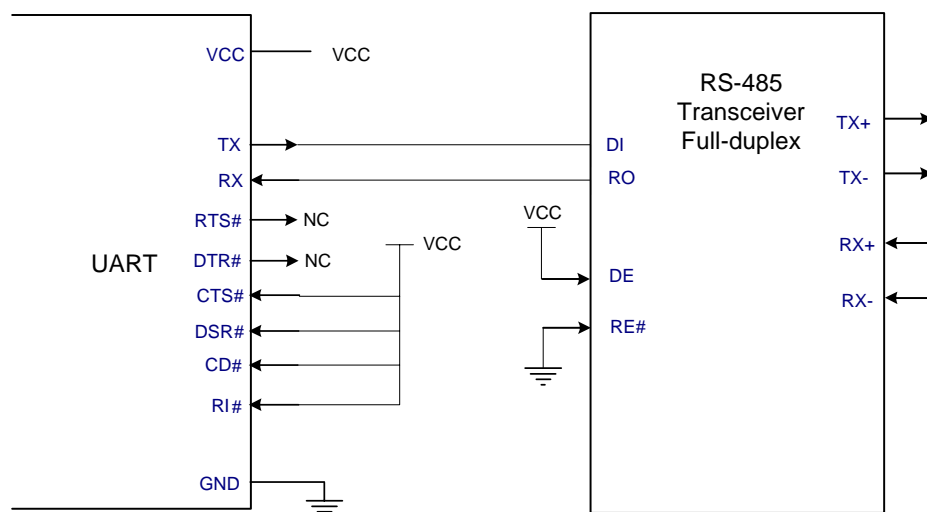 VCC VCC
TX
RX
RTS# NC
DTR# NC
UART
VCC
CTS#
DSR#
CD#
RI#
GND
RS-485
Transceiver
Full-duplex
DI
RO
VCC
DE
RE#
TX+
TX-
RX+
RX-